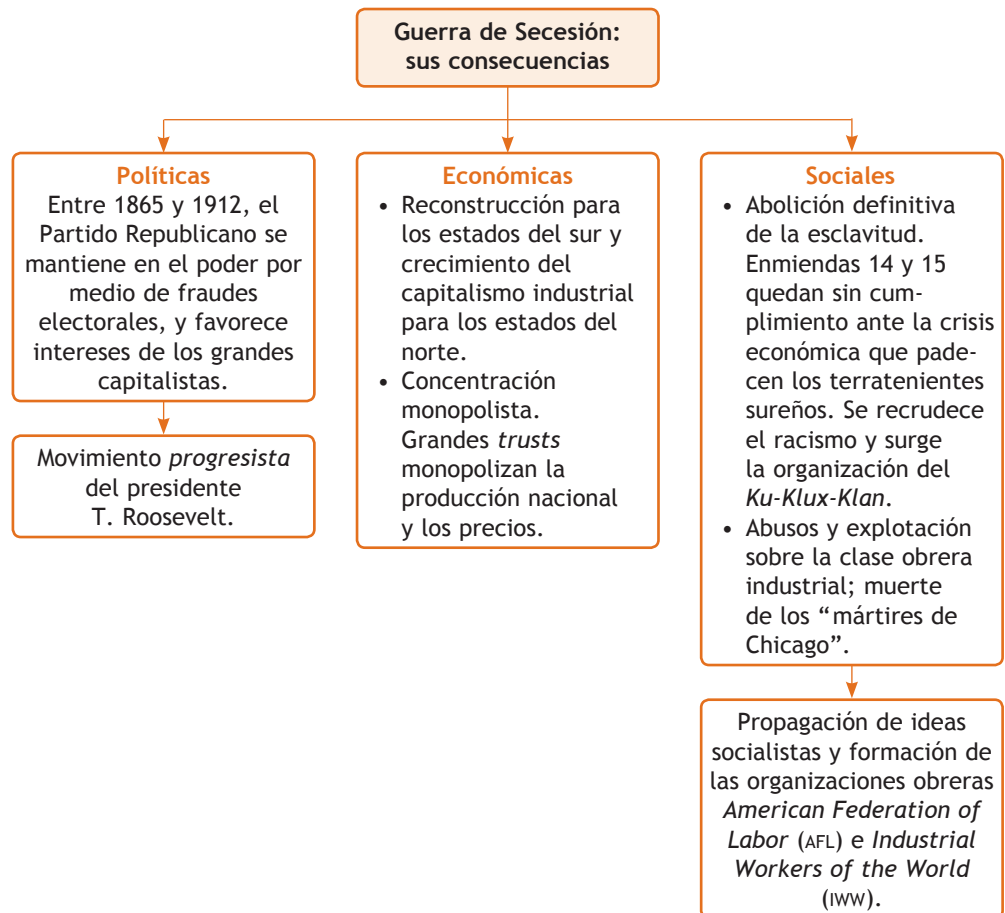 Guerra de Secesión:
sus consecuencias
Políticas
Entre 1865 y 1912, el
Partido Republicano se
mantiene en el poder por
medio de fraudes
electorales, y favorece
intereses de los grandes
capitalistas.
Movimiento progresista
del presidente
T. Roosevelt.
Económicas
• Reconstrucción para
los estados del sur y
crecimiento del
capitalismo industrial
para los estados del
norte.
• Concentración
monopolista.
Grandes trusts
monopolizan la
producción nacional
y los precios.
Sociales
• Abolición definitiva
de la esclavitud.
Enmiendas 14 y 15
quedan sin cum-
plimiento ante la crisis
económica que pade-
cen los terratenientes
sureños. Se recrudece
el racismo y surge
la organización del
Ku-Klux-Klan.
• Abusos y explotación
sobre la clase obrera
industrial; muerte
de los “mártires de
Chicago”.
Propagación de ideas
socialistas y formación de
las organizaciones obreras
American Federation of
Labor (AFL) e Industrial
Workers of the World
(IWW).